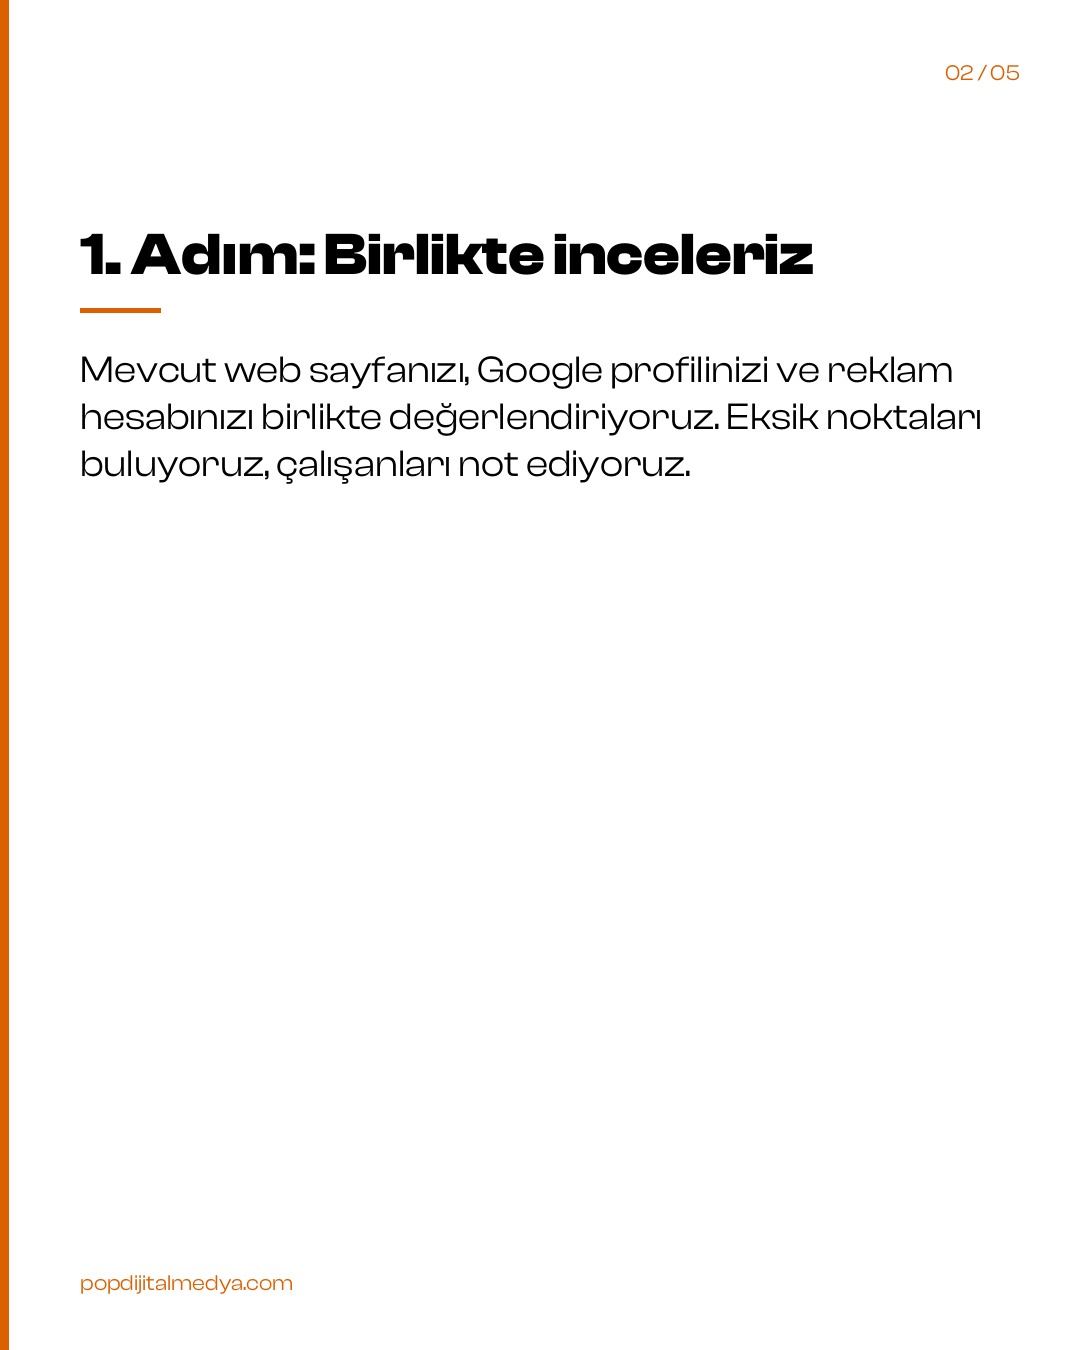 02 / 05
1. Adım: Birlikte inceleriz
Mevcut web sayfanızı, Google profilinizi ve reklam
hesabınızı birlikte değerlendiriyoruz. Eksik noktaları
buluyoruz, çalışanları not ediyoruz.
popdijitalmedya.com